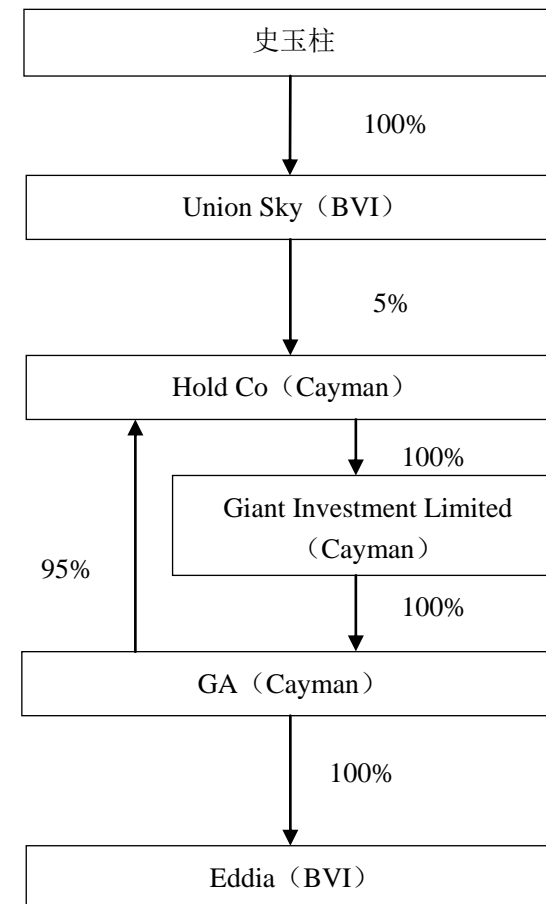 史玉柱
100%
Union Sky（BVI）
5%
Hold Co（Cayman）
100%
Giant Investment Limited
（Cayman）
95%
100%
GA（Cayman）
100%
Eddia（BVI）